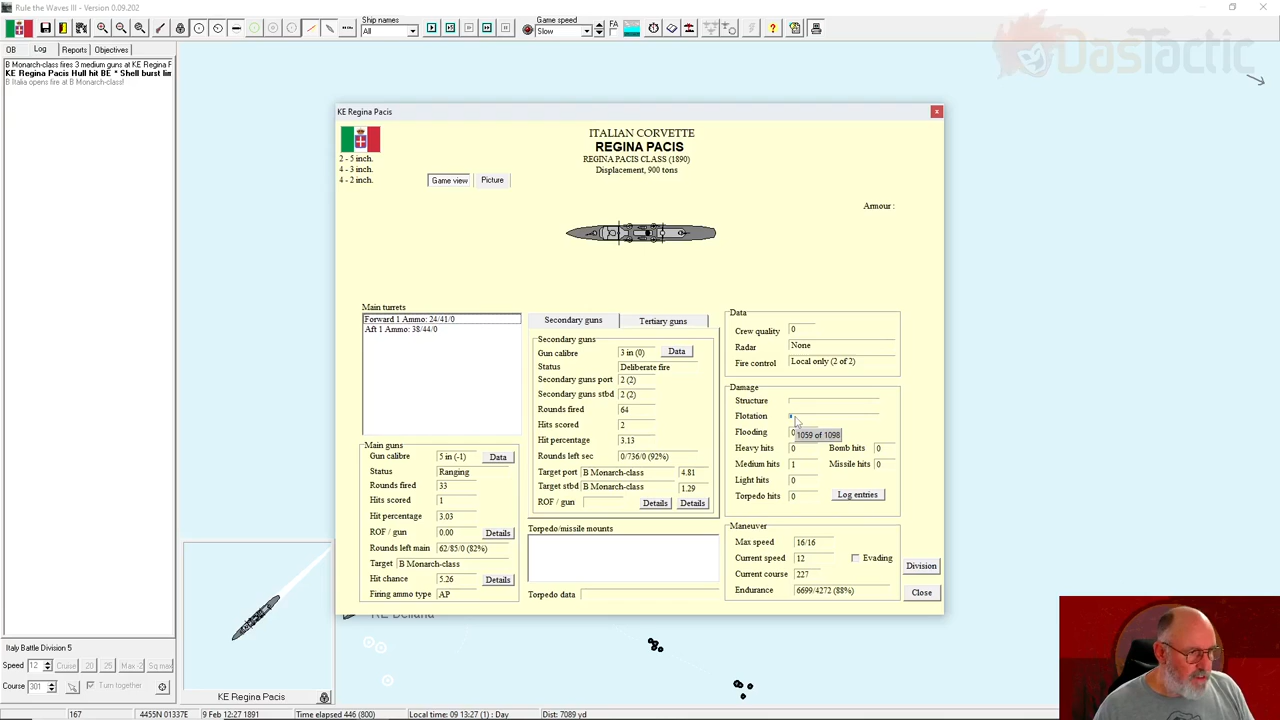 Rule the Waves III - Version 0.09.202
Ship names
All
Game speed
Slow
FA
DasTactic
OB
Log
Reports
Objectives
B Monarch-class fires 3 medium guns at KE Regina P
KE Regina Pacis Hull hit BE * Shell burst lim
B Italia opens fire at B Monarch-class!
KE Regina Pacis
ITALIAN CORVETTE
REGINA PACIS
REGINA PACIS CLASS (1890)
Displacement, 900 tons
2 - 5 inch.
4 - 3 inch.
4 - 2 inch.
Game view
Picture
Armour :
Main turrets
Forward 1 Ammo: 24/41/0
Aft 1 Ammo: 38/44/0
Main guns
Gun calibre 5 in (-1) Data
Status Ranging
Rounds fired 33
Hits scored 1
Hit percentage 3.03
ROF / gun 0.00 Details
Rounds left main 62/85/0 (82%)
Target B Monarch-class
Hit chance 5.26 Details
Firing ammo type AP
Secondary guns
Tertiary guns
Secondary guns
Gun calibre 3 in (0) Data
Status Deliberate fire
Secondary guns port 2 (2)
Secondary guns stbd 2 (2)
Rounds fired 64
Hits scored 2
Hit percentage 3.13
Rounds left sec 0/736/0 (92%)
Target port B Monarch-class 4.81
Target stbd B Monarch-class 1.29
ROF / gun Details Details
Torpedo/missile mounts
Torpedo data
Data
Crew quality 0
Radar None
Fire control Local only (2 of 2)
Damage
Structure
Flotation
1059 of 1098
Flooding 0
Heavy hits 0 Bomb hits 0
Medium hits 1 Missile hits 0
Light hits 0
Torpedo hits 0 Log entries
Maneuver
Max speed 16/16
Current speed 12 Evading
Current course 227
Endurance 6699/4272 (88%)
Division
Close
Italy Battle Division 5
Speed 12 Cruise 20 25 Max -2 Sq max
Course 301 Turn together
KE Regina Pacis
167
4455N 01337E
9 Feb 12:27 1891
Time elapsed 446 (800)
Local time: 09 13:27 (1) : Day
Dist: 7089 yd